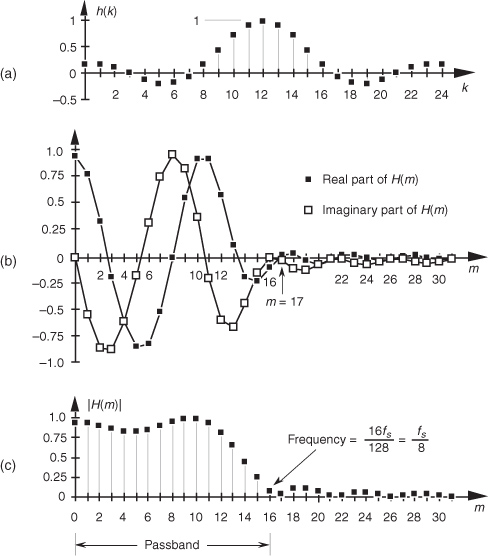 h(k)
1
1
0.5
0
−0.5
2 4 6 8 10 12 14 16 18 20 22 24
k
(a)
1.0
0.75
0.5
0.25
0
−0.25
−0.5
0.75
−1.0
Real part of H(m)
Imaginary part of H(m)
(b)
2 4 6 10 12 16 22 24 26 28 30
m
m = 17
|H(m)|
1.0
0.75
0.5
0.25
0
Frequency = 16fs/128 = fs/8
(c)
0 2 4 6 8 10 12 14 16 18 20 22 24 26 28 30
m
Passband